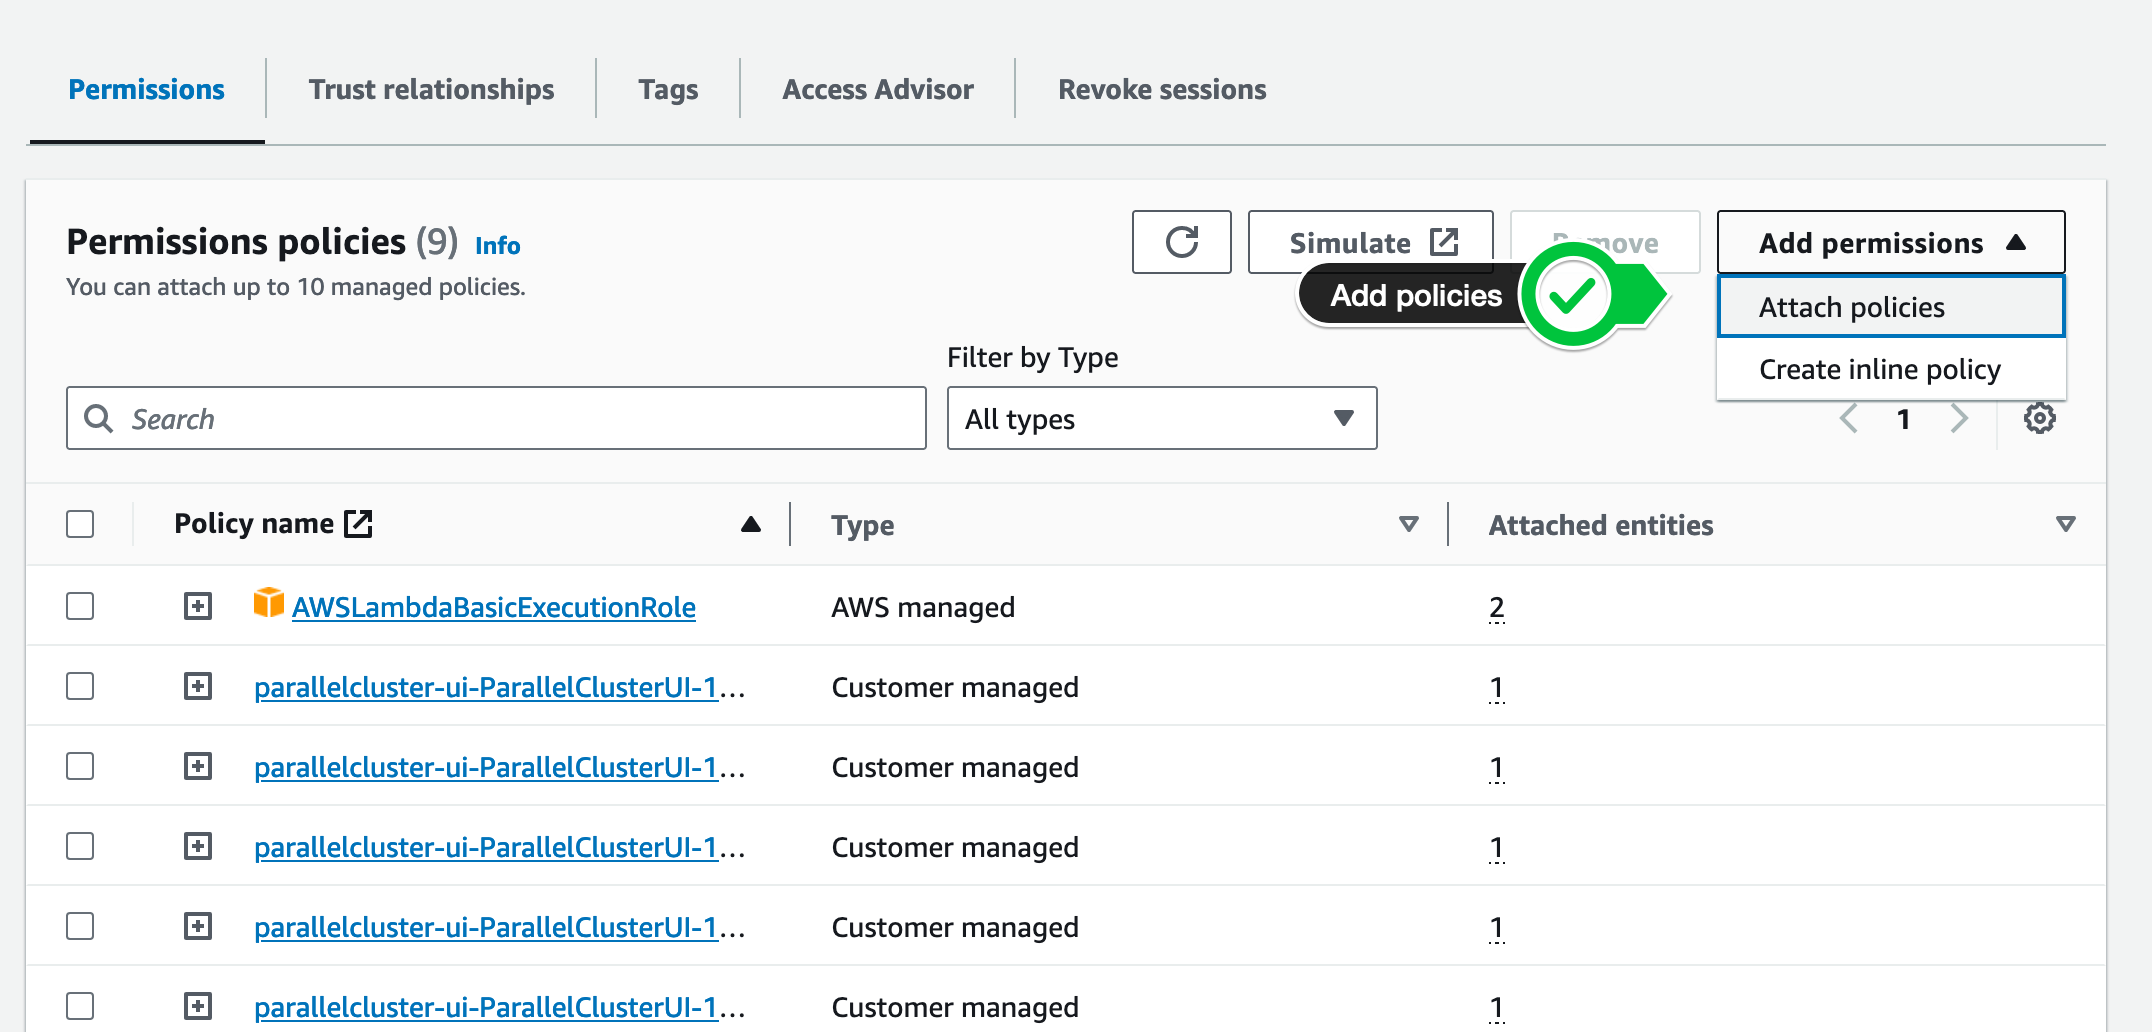 Permissions
Trust relationships
Tags
Access Advisor
Revoke sessions
Permissions policies (9) Info
You can attach up to 10 managed policies.
Simulate
Remove
Add permissions
Add policies
Attach policies
Create inline policy
Filter by Type
Search
All types
1
Policy name
Type
Attached entities
AWSLambdaBasicExecutionRole AWS managed 2
parallelcluster-ui-ParallelClusterUI-1... Customer managed 1
parallelcluster-ui-ParallelClusterUI-1... Customer managed 1
parallelcluster-ui-ParallelClusterUI-1... Customer managed 1
parallelcluster-ui-ParallelClusterUI-1... Customer managed 1
parallelcluster-ui-ParallelClusterUI-1... Customer managed 1